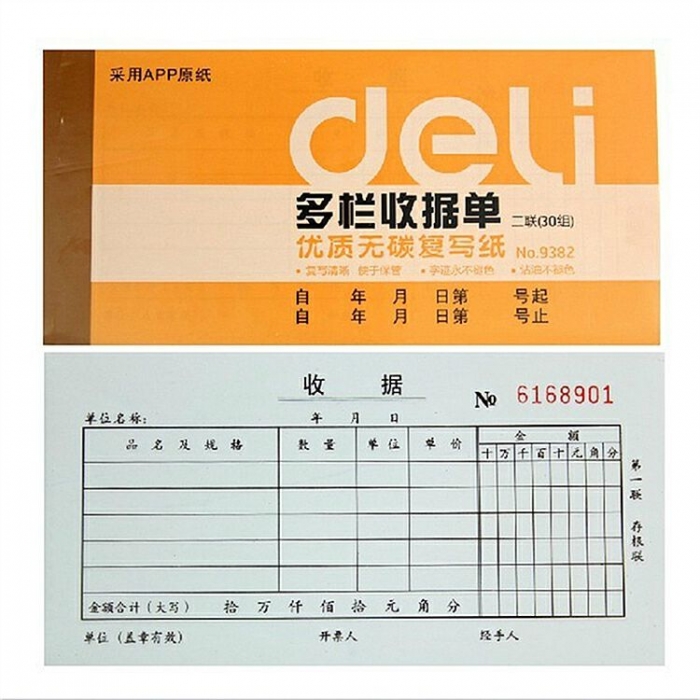 采用APP原纸
deli
多栏收据单 二联(30组)
优质无碳复写纸 No.9382
·复写清晰 便于保管 ·字迹永不褪色 ·沾油不褪色
自 年 月 日第 号起
自 年 月 日第 号止
收 据
№ 6168901
单位名称: 年 月 日
品名及规格 数量 单位 单价 金额
十万千百十元角分
第一联 存根联
金额合计(大写) 拾 万 仟 佰 拾 元 角 分
单位(盖章有效) 开票人 经手人